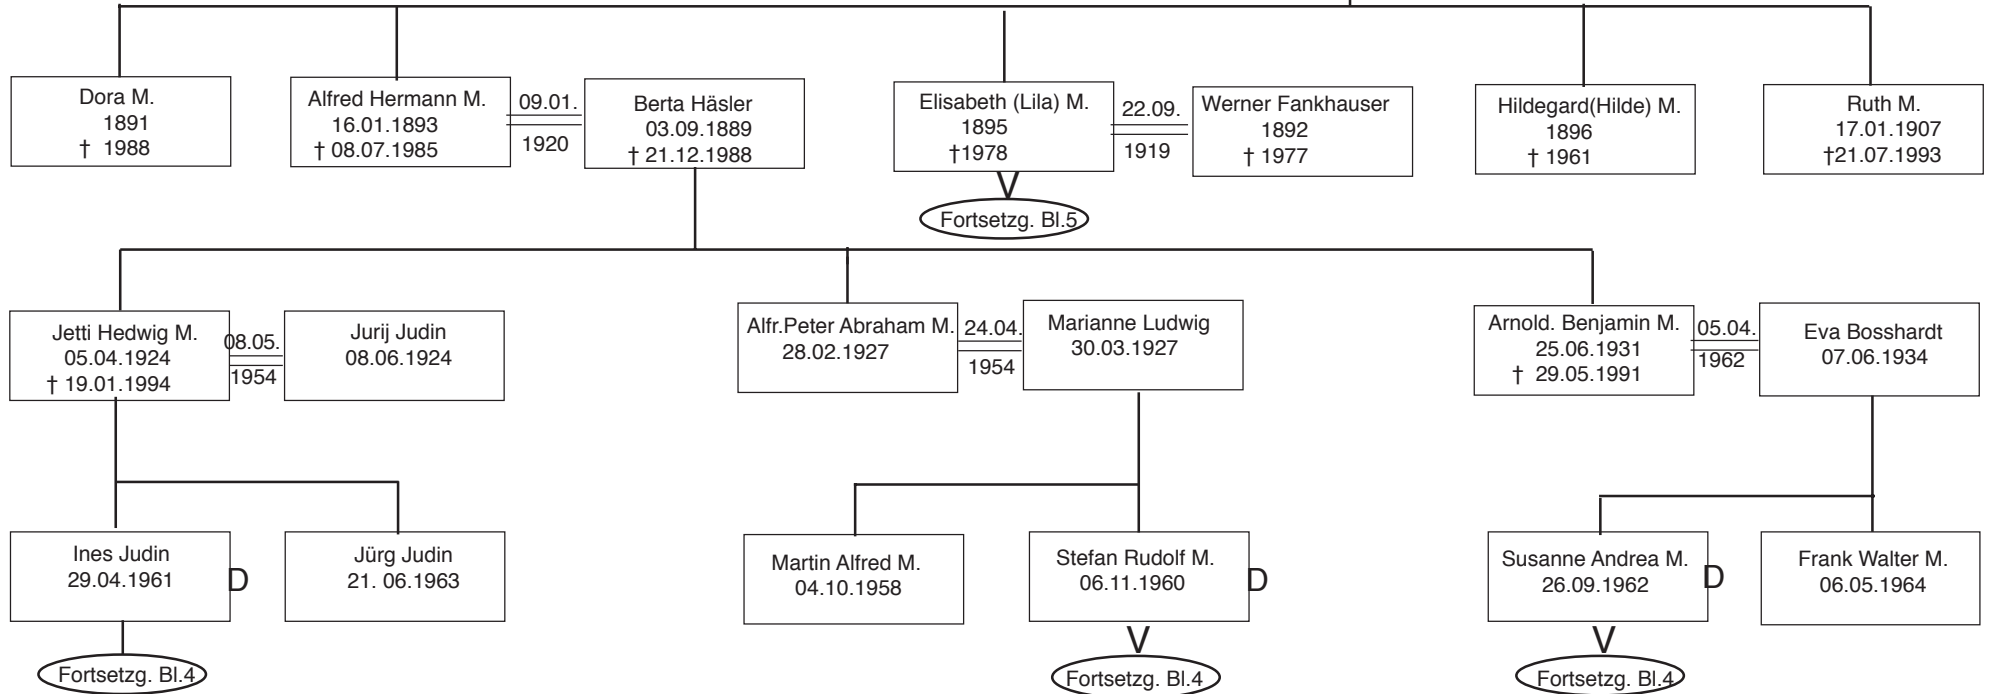 Dora M.
1891
† 1988
Alfred Hermann M.
16.01.1893
† 08.07.1985
09.01.
1920
Berta Häsler
03.09.1889
† 21.12.1988
Elisabeth (Lila) M.
1895
†1978
22.09.
1919
Werner Fankhauser
1892
† 1977
Hildegard(Hilde) M.
1896
† 1961
Ruth M.
17.01.1907
†21.07.1993
V
Fortsetzg. Bl.5
Jetti Hedwig M.
05.04.1924
† 19.01.1994
08.05.
1954
Jurij Judin
08.06.1924
Alfr.Peter Abraham M.
28.02.1927
24.04.
1954
Marianne Ludwig
30.03.1927
Arnold. Benjamin M.
25.06.1931
† 29.05.1991
05.04.
1962
Eva Bosshardt
07.06.1934
Ines Judin
29.04.1961
D
Jürg Judin
21. 06.1963
Martin Alfred M.
04.10.1958
Stefan Rudolf M.
06.11.1960
D
Susanne Andrea M.
26.09.1962
D
Frank Walter M.
06.05.1964
Fortsetzg. Bl.4
V
Fortsetzg. Bl.4
V
Fortsetzg. Bl.4